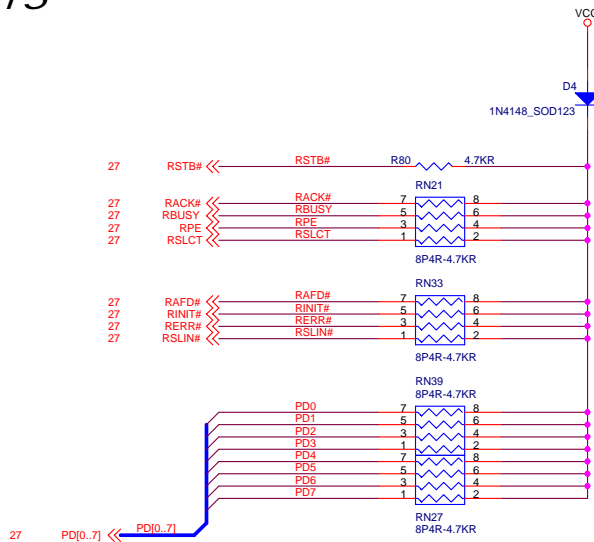 VCC
D4
1N4148_SOD123
27 RSTB# RSTB# R80 4.7KR
RN21
27 RACK# RACK# 7 8
27 RBUSY RBUSY 5 6
27 RPE RPE 3 4
27 RSLCT RSLCT 1 2
8P4R-4.7KR
RN33
27 RAFD# RAFD# 7 8
27 RINIT# RINIT# 5 6
27 RERR# RERR# 3 4
27 RSLIN# RSLIN# 1 2
8P4R-4.7KR
RN39
8P4R-4.7KR
PD0 7 8
PD1 5 6
PD2 3 4
PD3 1 2
PD4 7 8
PD5 5 6
PD6 3 4
PD7 1 2
RN27
8P4R-4.7KR
27 PD[0..7] PD[0..7]